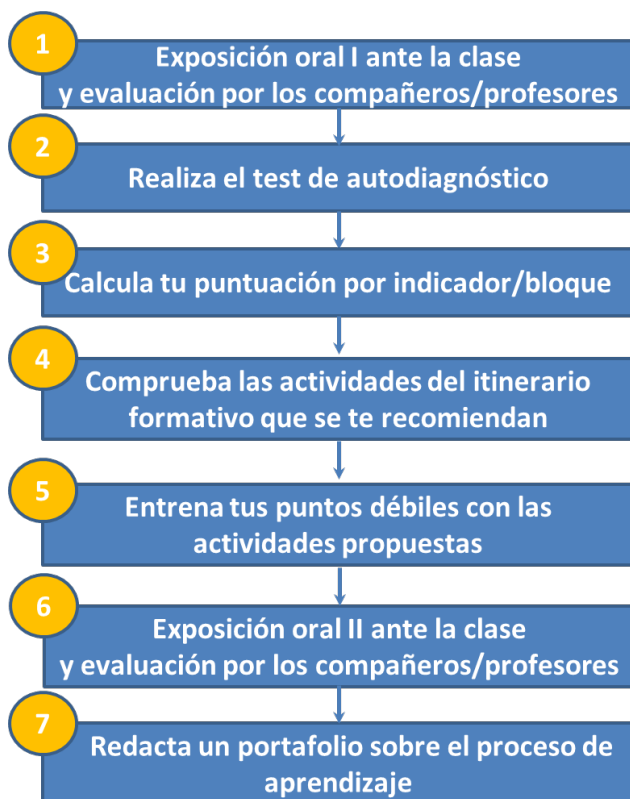 1
Exposición oral I ante la clase
y evaluación por los compañeros/profesores
2
Realiza el test de autodiagnóstico
3
Calcula tu puntuación por indicador/bloque
4
Comprueba las actividades del itinerario
formativo que se te recomiendan
5
Entrena tus puntos débiles con las
actividades propuestas
6
Exposición oral II ante la clase
y evaluación por los compañeros/profesores
7
Redacta un portafolio sobre el proceso de
aprendizaje